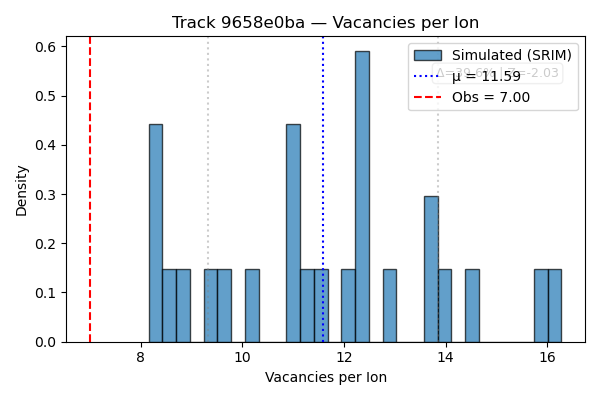 Track 9658e0ba — Vacancies per Ion
Simulated (SRIM)
μ = 11.59
Obs = 7.00
Density
0.6
0.5
0.4
0.3
0.2
0.1
0.0
8
10
12
14
16
Vacancies per Ion